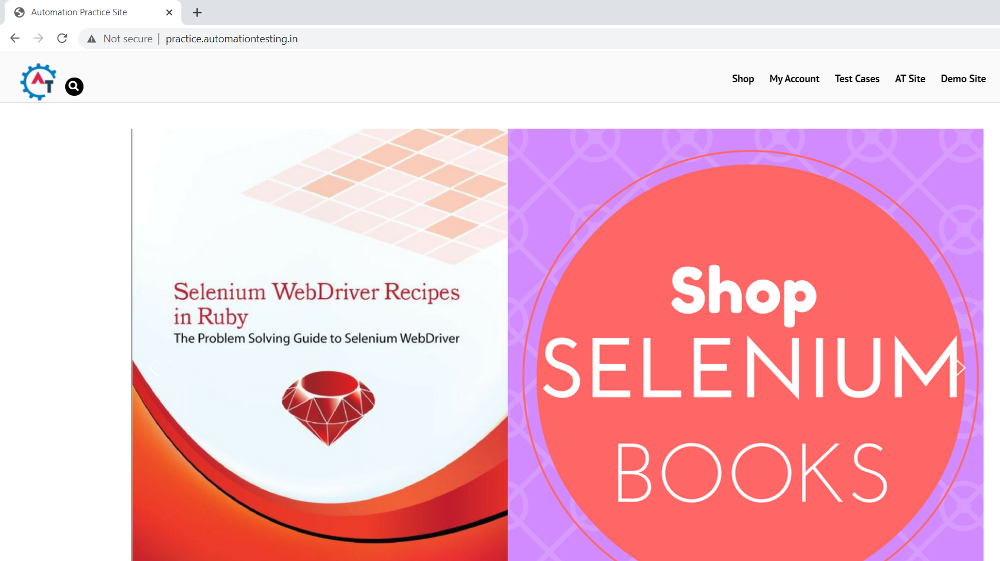 Automation Practice Site
Not secure | practice.automationtesting.in
AT
Shop My Account Test Cases AT Site Demo Site
Selenium WebDriver Recipes
in Ruby
The Problem Solving Guide to Selenium WebDriver
Shop
SELENIUM
BOOKS